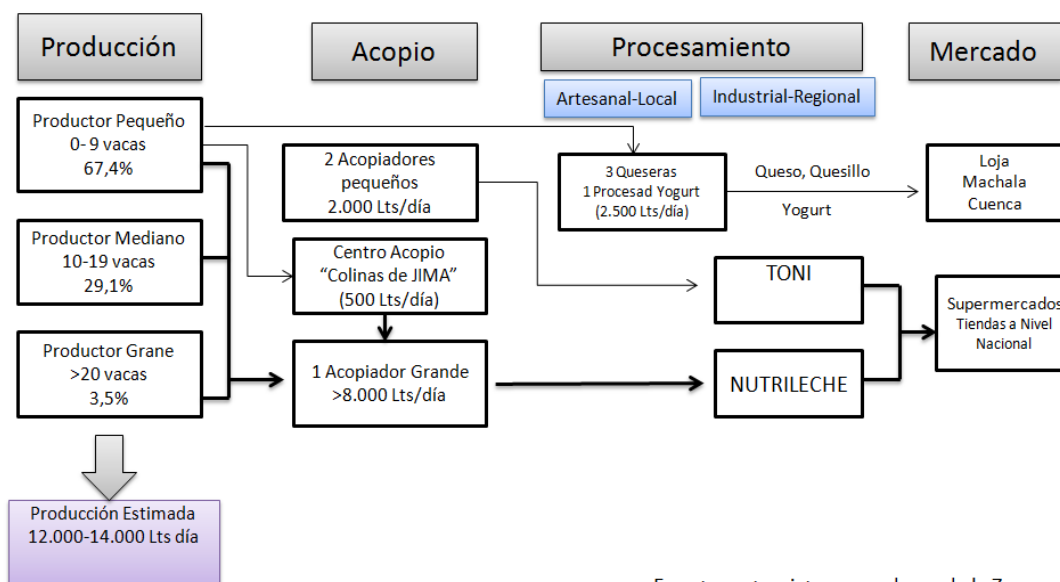 Producción
Acopio
Procesamiento
Mercado
Artesanal-Local
Industrial-Regional
Productor Pequeño
0- 9 vacas
67,4%
2 Acopiadores
pequeños
2.000 Lts/día
3 Queseras
1 Procesad Yogurt
(2.500 Lts/día)
Queso, Quesillo
Yogurt
Loja
Machala
Cuenca
Productor Mediano
10-19 vacas
29,1%
Centro Acopio
“Colinas de JIMA”
(500 Lts/día)
TONI
Supermercados
Tiendas a Nivel
Nacional
Productor Grane
>20 vacas
3,5%
1 Acopiador Grande
>8.000 Lts/día
NUTRILECHE
Producción Estimada
12.000-14.000 Lts día